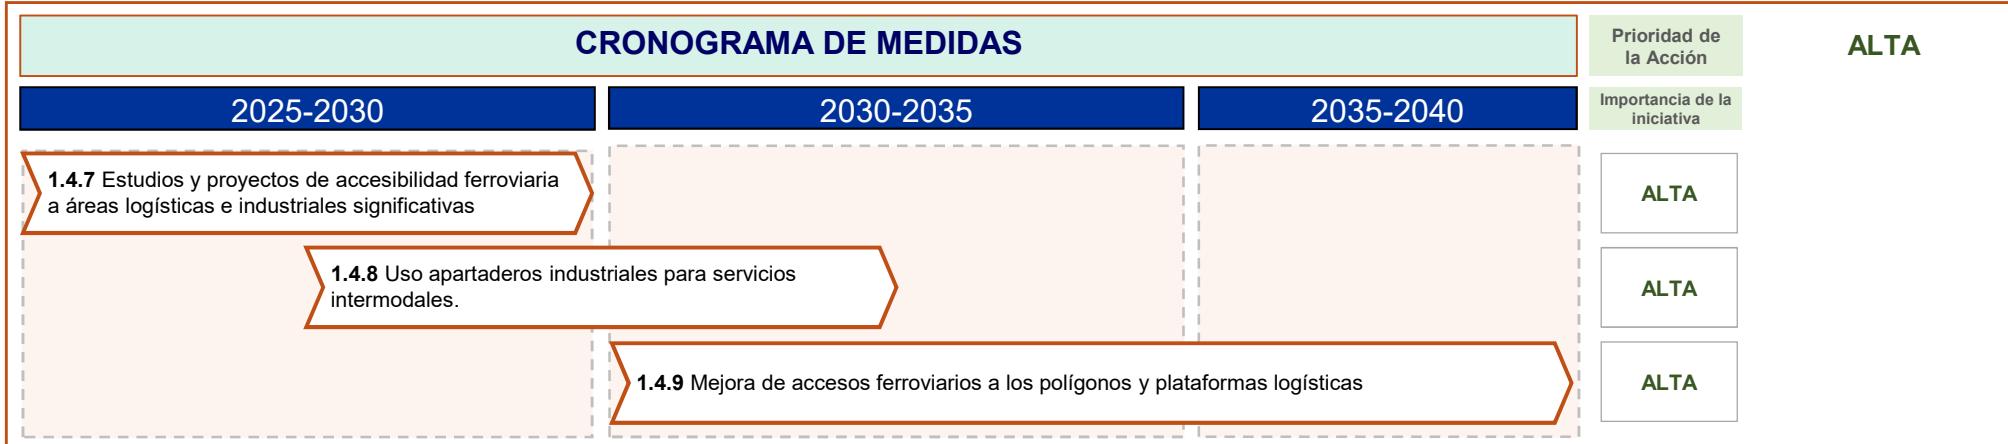 CRONOGRAMA DE MEDIDAS
Prioridad de
la Acción
ALTA
2025-2030
2030-2035
2035-2040
Importancia de la
iniciativa
1.4.7 Estudios y proyectos de accesibilidad ferroviaria
a áreas logísticas e industriales significativas
ALTA
1.4.8 Uso apartaderos industriales para servicios
intermodales.
ALTA
1.4.9 Mejora de accesos ferroviarios a los polígonos y plataformas logísticas
ALTA